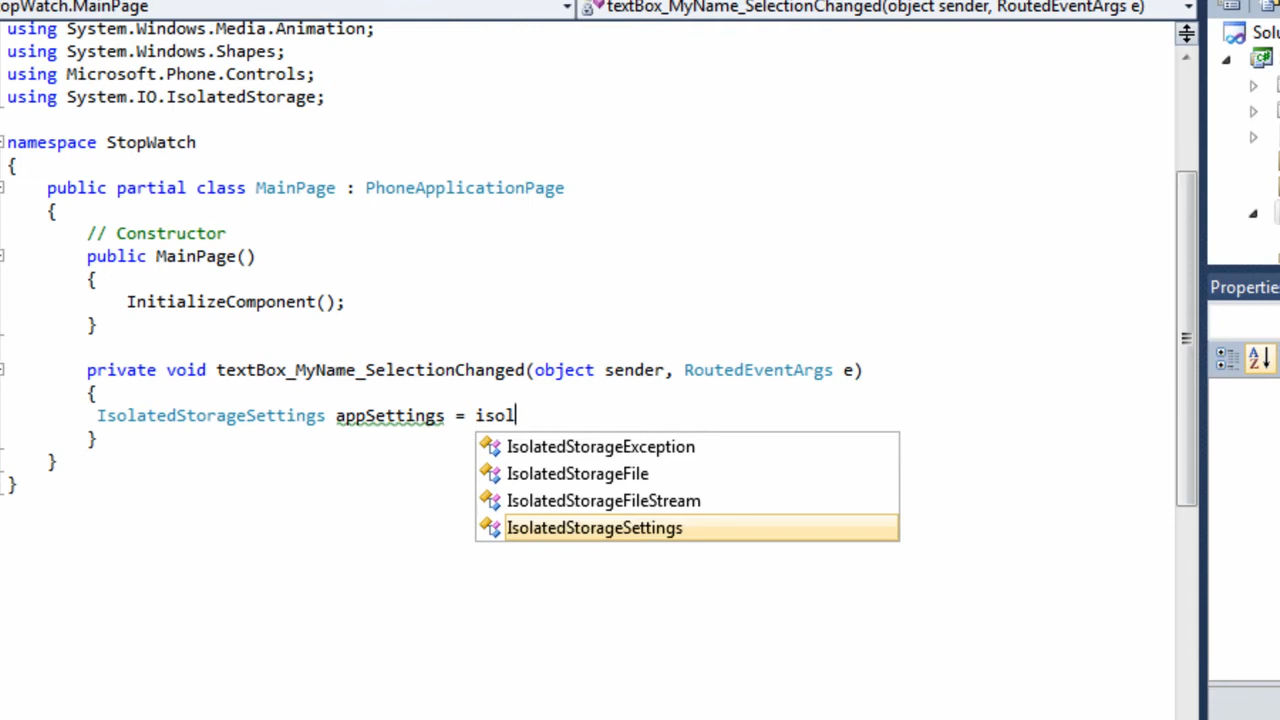 opWatch.MainPage
textBox_MyName_SelectionChanged(object sender, RoutedEventArgs e)
using System.Windows.Media.Animation;
using System.Windows.Shapes;
using Microsoft.Phone.Controls;
using System.IO.IsolatedStorage;
namespace StopWatch
{
public partial class MainPage : PhoneApplicationPage
{
// Constructor
public MainPage()
{
InitializeComponent();
}
private void textBox_MyName_SelectionChanged(object sender, RoutedEventArgs e)
{
IsolatedStorageSettings appSettings = isol
}
}
}
IsolatedStorageException
IsolatedStorageFile
IsolatedStorageFileStream
IsolatedStorageSettings
Solu
C#
Propertie
A
Z